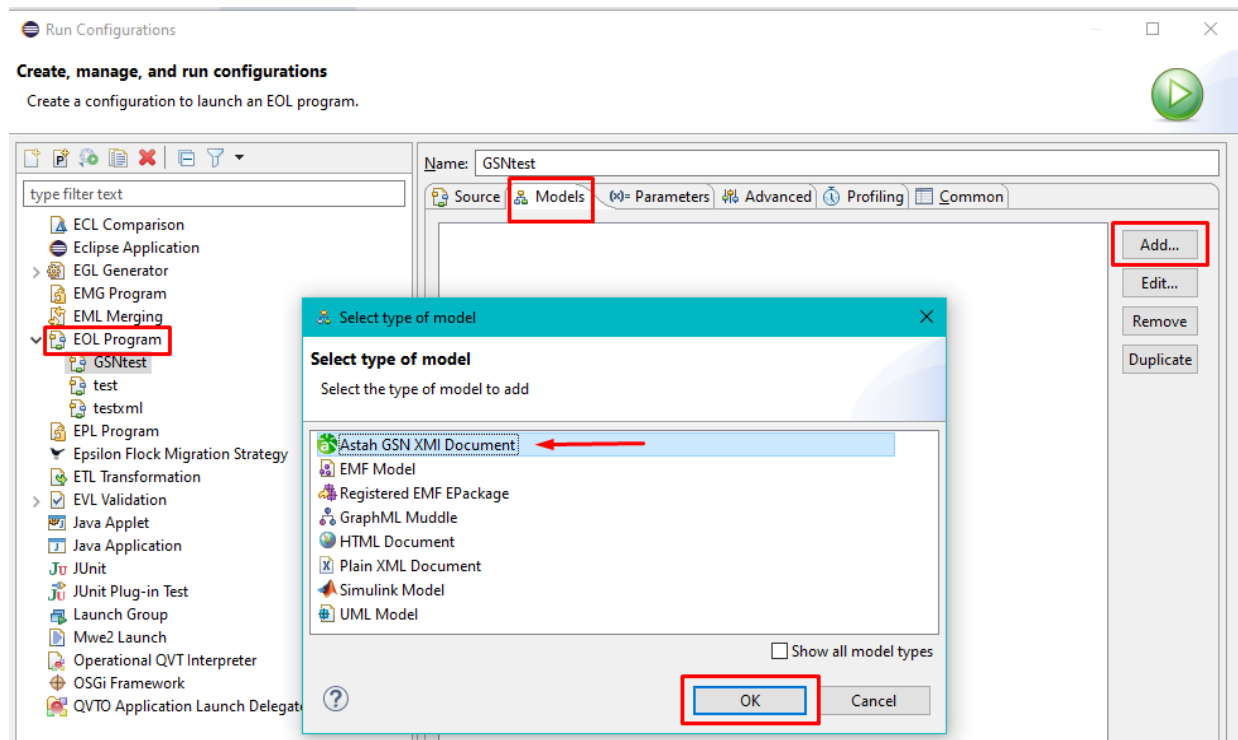 Run Configurations
Create, manage, and run configurations
Create a configuration to launch an EOL program.
type filter text
ECL Comparison
Eclipse Application
EGL Generator
EMG Program
EML Merging
EOL Program
GSNtest
test
testxml
EPL Program
Epsilon Flock Migration Strategy
ETL Transformation
EVL Validation
Java Applet
Java Application
Ju JUnit
JUnit Plug-in Test
Launch Group
Mwe2 Launch
Operational QVT Interpreter
OSGi Framework
QVTO Application Launch Delegat
Name: GSNtest
Source Models (x)= Parameters Advanced Profiling Common
Add...
Edit...
Remove
Duplicate
Select type of model
Select type of model
Select the type of model to add
Astah GSN XMI Document
EMF Model
Registered EMF EPackage
GraphML Muddle
HTML Document
Plain XML Document
Simulink Model
UML Model
Show all model types
OK Cancel